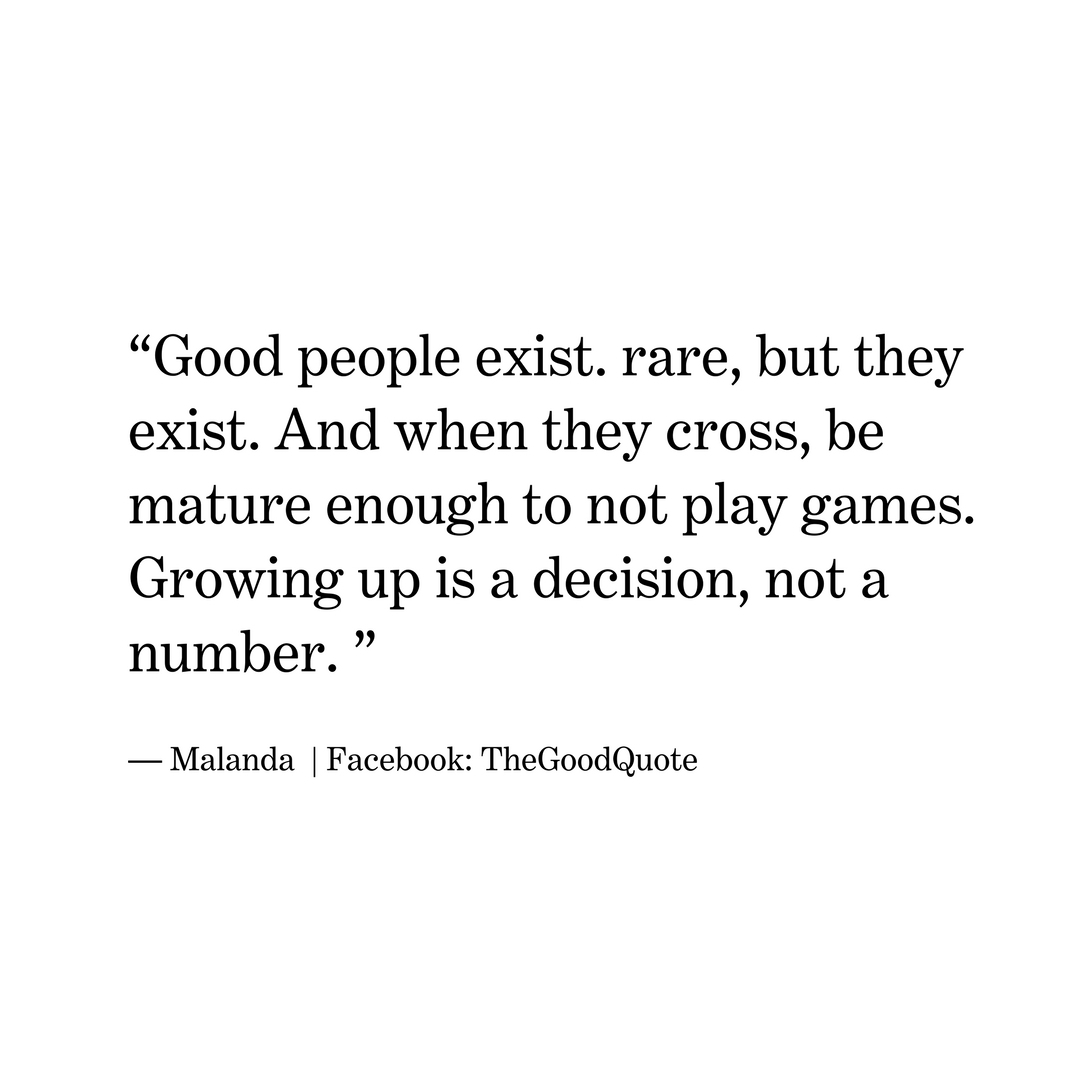 “Good people exist. rare, but they
exist. And when they cross, be
mature enough to not play games.
Growing up is a decision, not a
number. ”
— Malanda | Facebook: TheGoodQuote